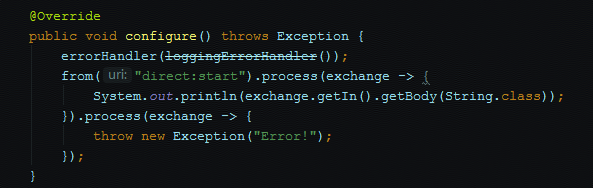 @Override
public void configure() throws Exception {
    errorHandler(loggingErrorHandler());
    from( uri: "direct:start").process(exchange -> {
        System.out.println(exchange.getIn().getBody(String.class));
    }).process(exchange -> {
        throw new Exception("Error!");
    });
}